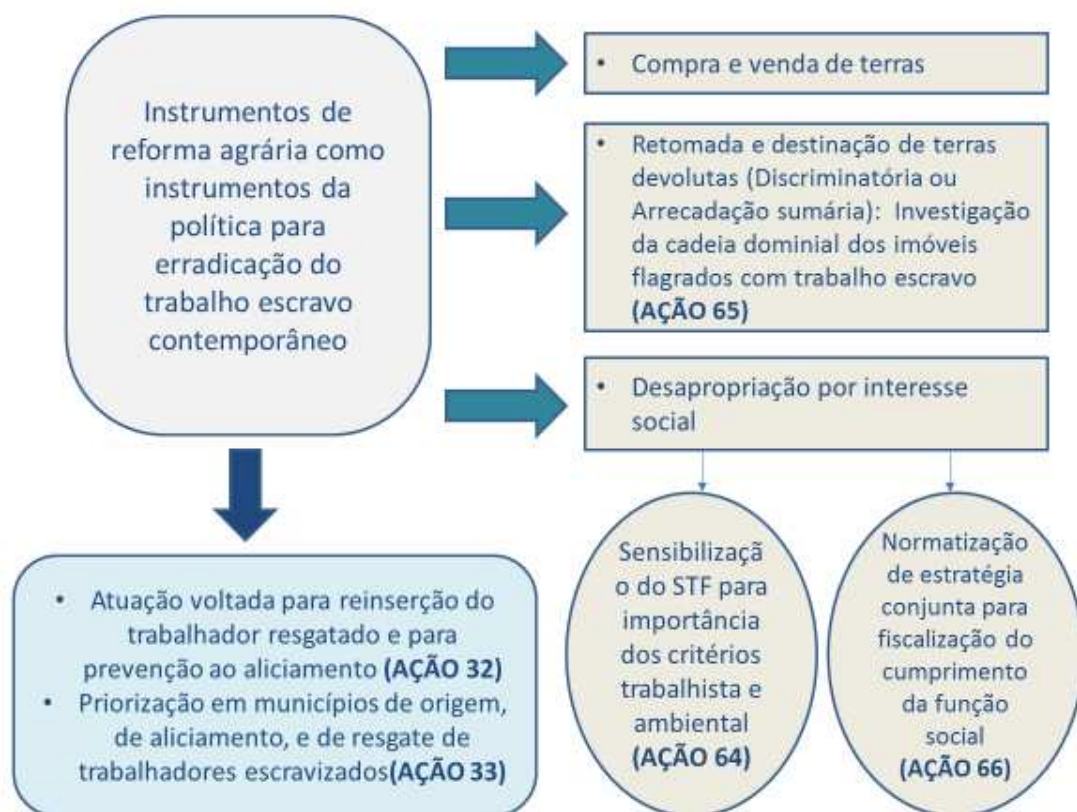 Instrumentos de
reforma agrária como
instrumentos da
política para
erradicação do
trabalho escravo
contemporâneo
• Compra e venda de terras
• Retomada e destinação de terras
devolutas (Discriminatória ou
Arrecadação sumária): Investigação
da cadeia dominial dos imóveis
flagrados com trabalho escravo
(AÇÃO 65)
• Desapropriação por interesse
social
• Atuação voltada para reinserção do
trabalhador resgatado e para
prevenção ao aliciamento (AÇÃO 32)
• Priorização em municípios de origem,
de aliciamento, e de resgate de
trabalhadores escravizados(AÇÃO 33)
Sensibilizaçã
o do STF para
importância
dos critérios
trabalhista e
ambiental
(AÇÃO 64)
Normatização
de estratégia
conjunta para
fiscalização do
cumprimento
da função
social
(AÇÃO 66)